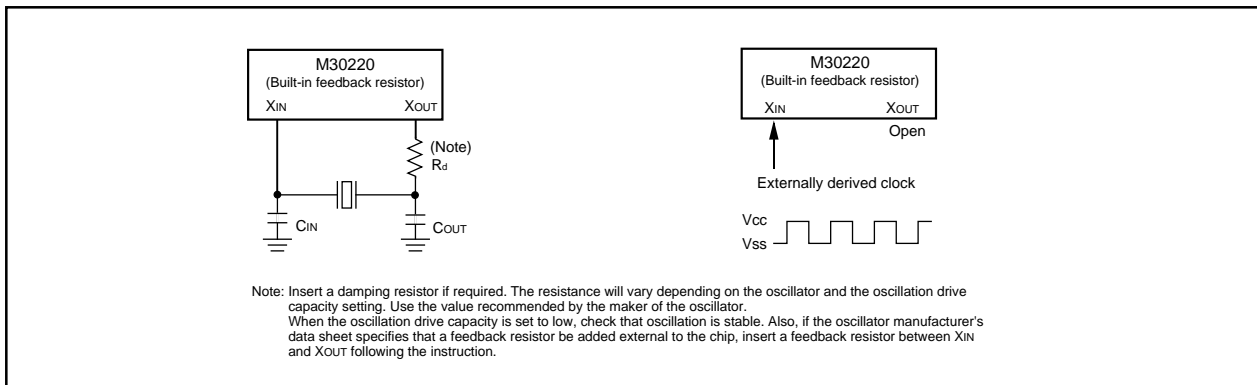 M30220
(Built-in feedback resistor)
XIN XOUT
(Note)
Rd
CIN
COUT
M30220
(Built-in feedback resistor)
XIN XOUT
Open
Externally derived clock
Vcc
Vss
Note: Insert a damping resistor if required. The resistance will vary depending on the oscillator and the oscillation drive
capacity setting. Use the value recommended by the maker of the oscillator.
When the oscillation drive capacity is set to low, check that oscillation is stable. Also, if the oscillator manufacturer's
data sheet specifies that a feedback resistor be added external to the chip, insert a feedback resistor between XIN
and XOUT following the instruction.